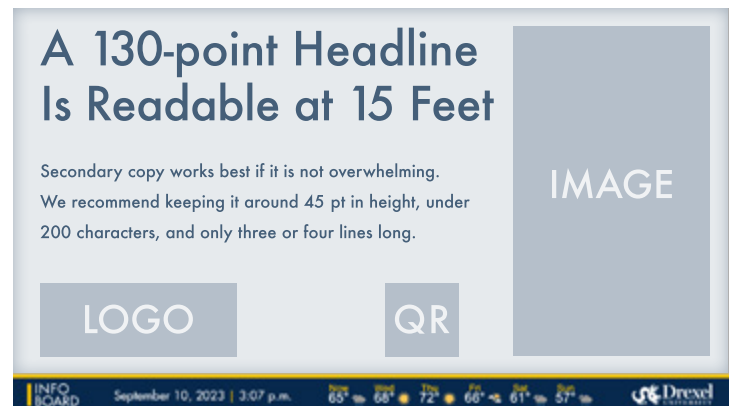 A 130-point Headline
Is Readable at 15 Feet
Secondary copy works best if it is not overwhelming.
We recommend keeping it around 45 pt in height, under
200 characters, and only three or four lines long.
IMAGE
LOGO
QR
INFO
BOARD
September 10, 2023 | 3:07 p.m.
Now Wed Thu Fri Sat Sun
65° 68° 72° 66° 61° 57°
Drexel
UNIVERSITY